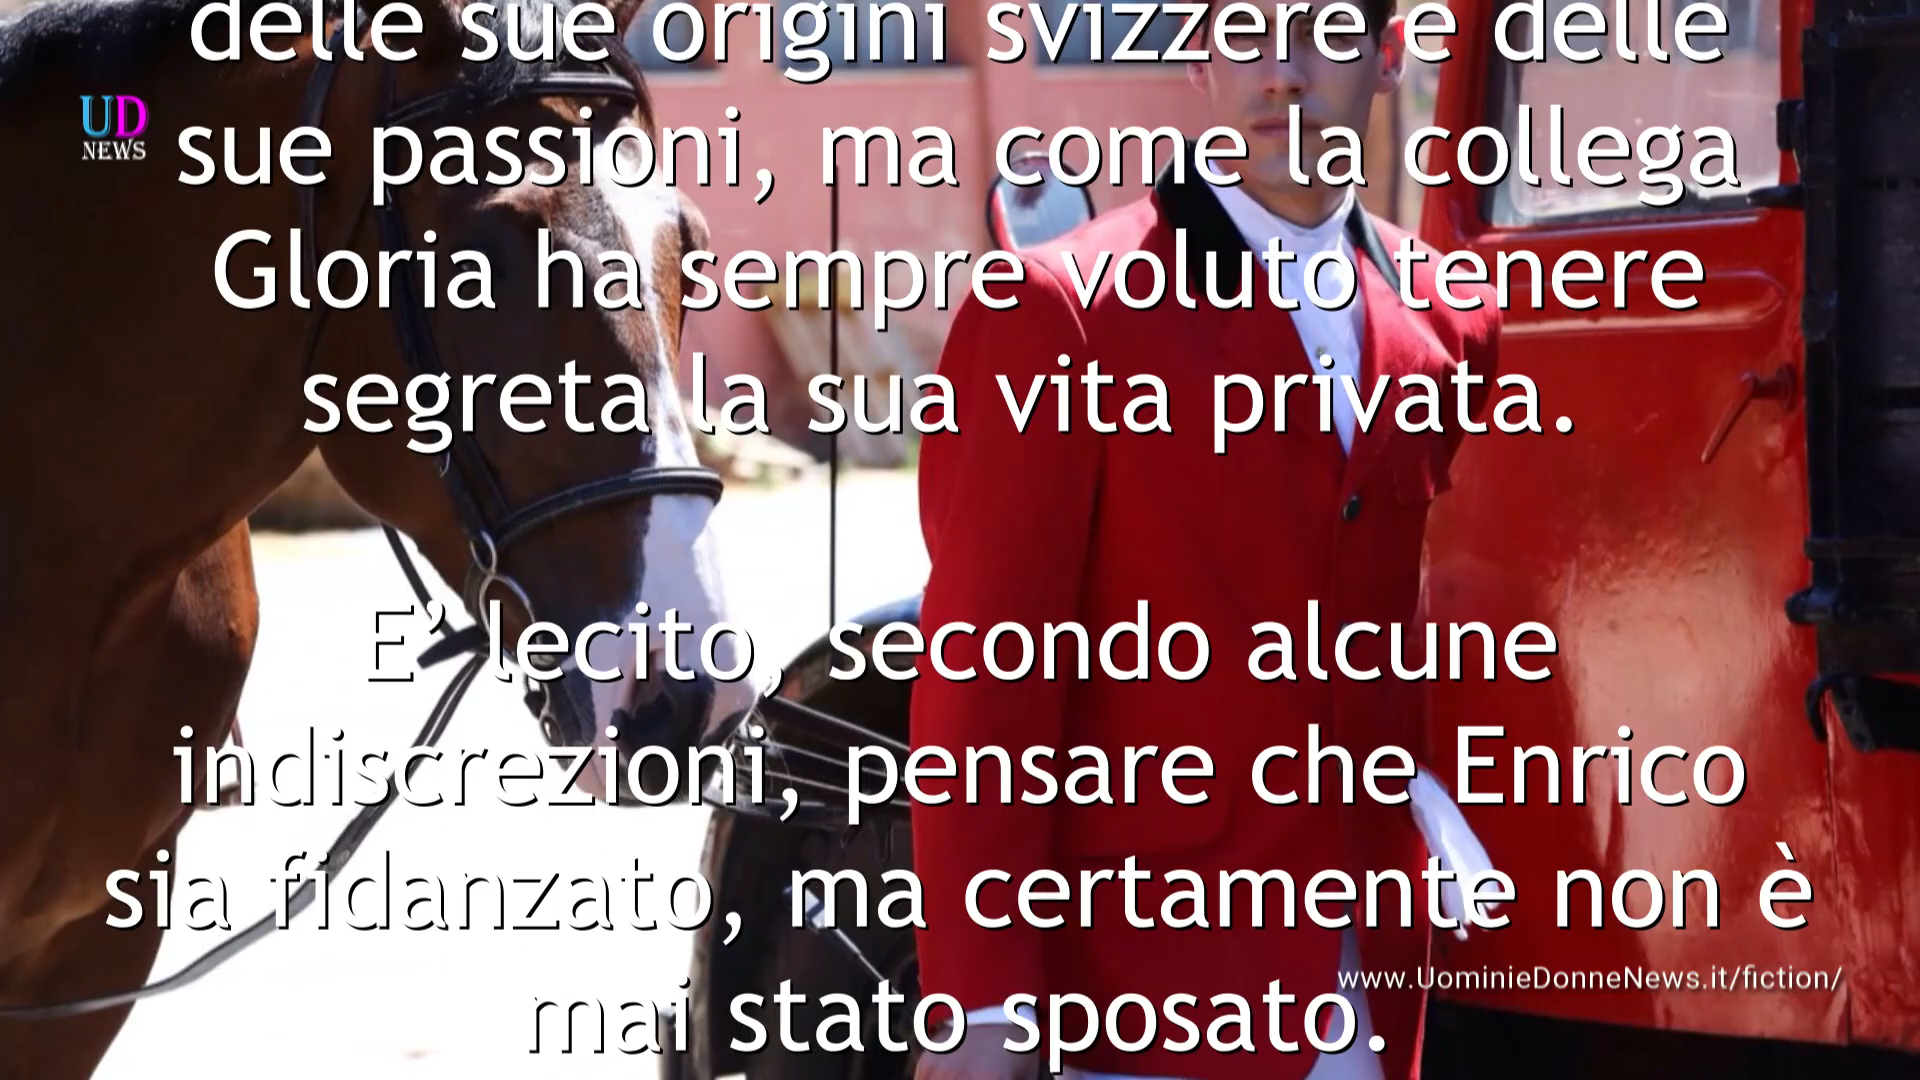 delle sue origini svizzere e delle
UD
NEWS
sue passioni, ma come la collega
Gloria ha sempre voluto tenere
segreta la sua vita privata.
E’ lecito, secondo alcune
indiscrezioni, pensare che Enrico
sia fidanzato, ma certamente non è
www.UominieDonneNews.it/fiction/
mai stato sposato.